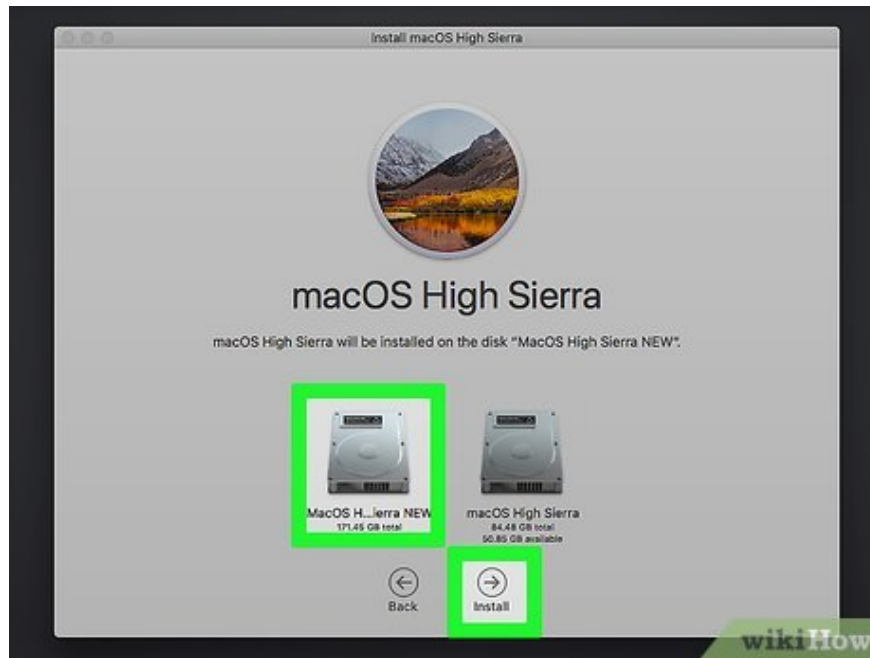 Install macOS High Sierra
macOS High Sierra
macOS High Sierra will be installed on the disk "MacOS High Sierra NEW".
MacOS H...ierra NEW
171.45 GB total
macOS High Sierra
84.48 GB total
50.85 GB available
Back
Install
wikiHow